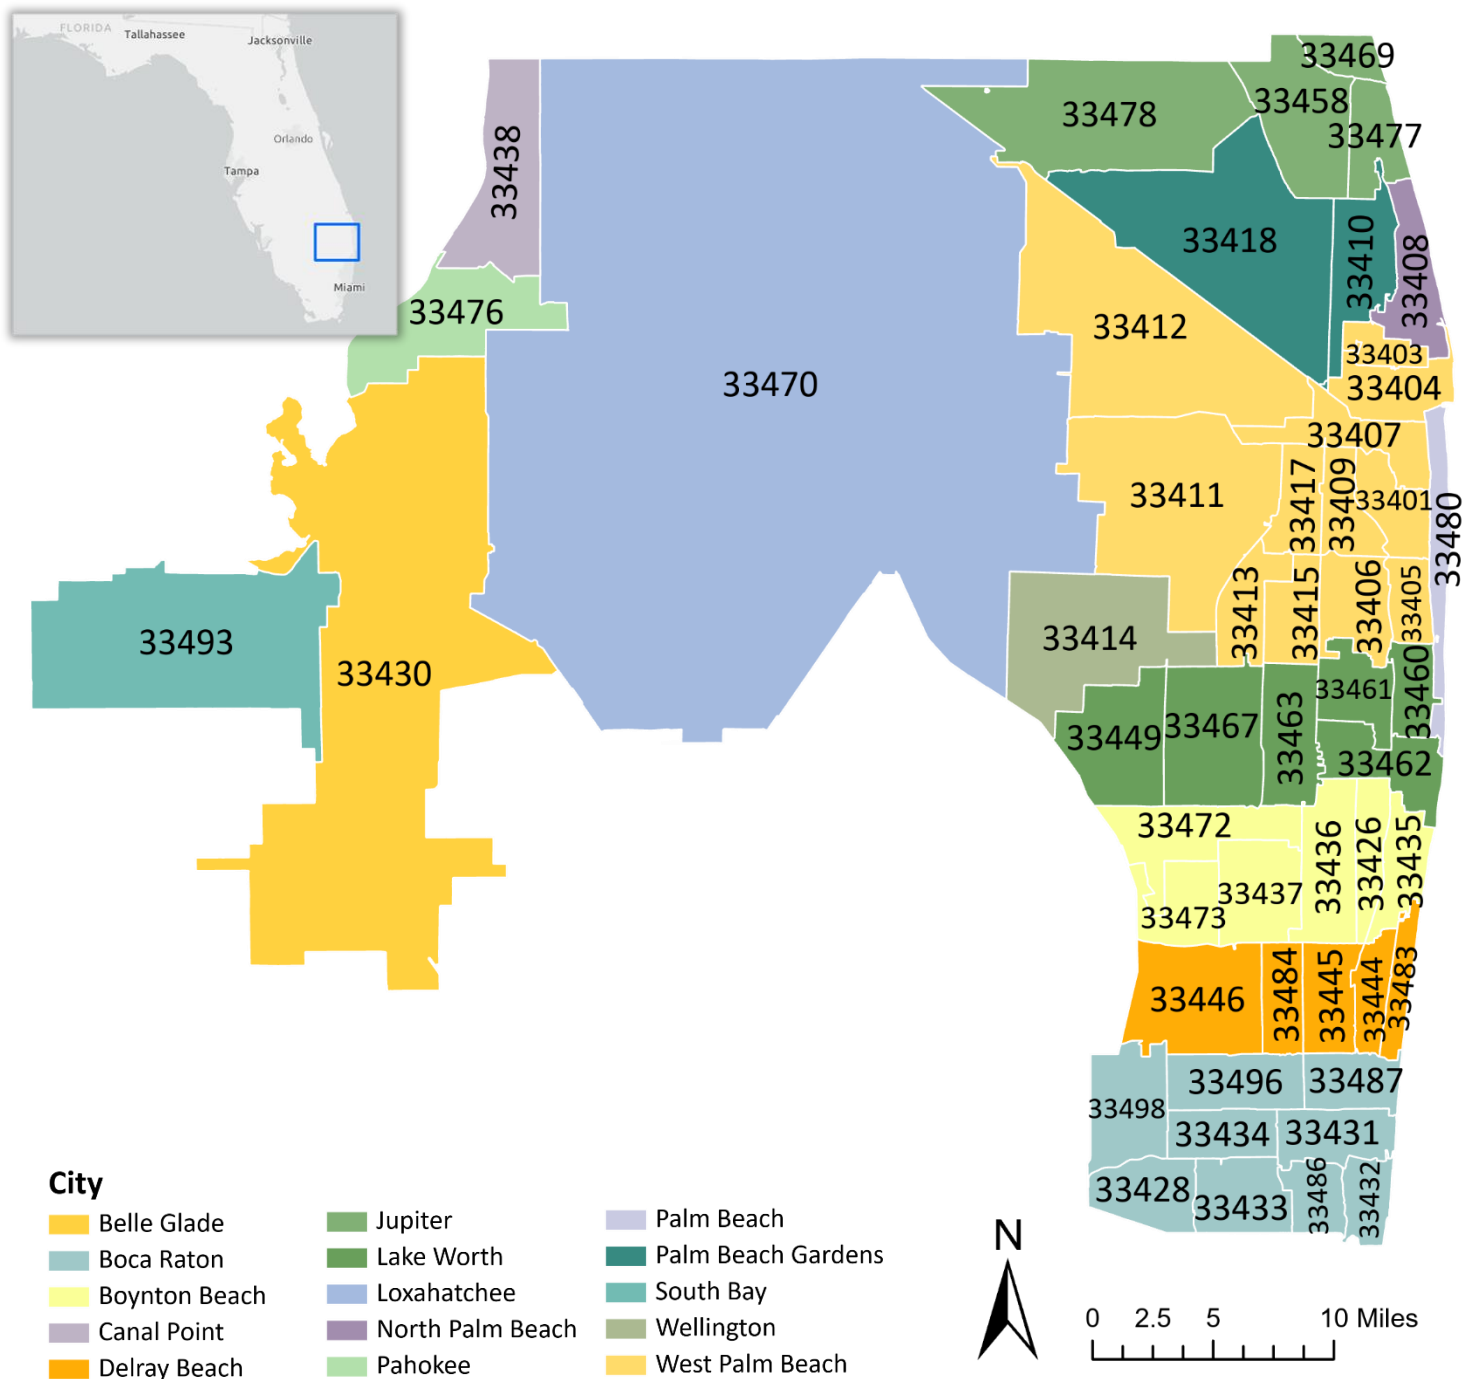 FLORIDA
Tallahassee
Jacksonville
Orlando
Tampa
Miami
33469
33458
33478
33477
33438
33418
33410
33408
33476
33412
33403
33404
33470
33407
33417
33409
33401
33411
33480
33413
33415
33406
33405
33493
33414
33430
33461
33460
33449
33467
33463
33462
33472
33436
33426
33435
33437
33473
33446
33484
33445
33444
33483
33496
33487
33498
33434
33431
33428
33433
33486
33432
City
Belle Glade
Boca Raton
Boynton Beach
Canal Point
Delray Beach
Jupiter
Lake Worth
Loxahatchee
North Palm Beach
Pahokee
Palm Beach
Palm Beach Gardens
South Bay
Wellington
West Palm Beach
N
0 2.5 5 10 Miles